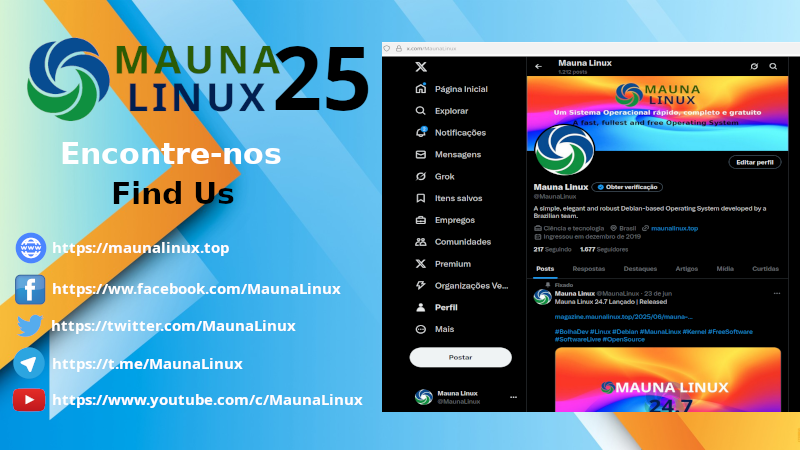 MAUNA
LINUX
25
Encontre-nos
Find Us
https://maunalinux.top
https://ww.facebook.com/MaunaLinux
https://twitter.com/MaunaLinux
https://t.me/MaunaLinux
https://www.youtube.com/c/MaunaLinux
x.com/MaunaLinux
Página Inicial
Explorar
Notificações
Mensagens
Grok
Itens salvos
Empregos
Comunidades
Premium
Organizações Ve...
Perfil
Mais
Postar
Mauna Linux
@MaunaLinux
Mauna Linux
1.212 posts
MAUNA
LINUX
Um Sistema Operacional rápido, completo e gratuito
A fast, fullest and free Operating System
Editar perfil
Mauna Linux Obter verificação
@MaunaLinux
A simple, elegant and robust Debian-based Operating System developed by a
Brazilian team.
Ciência e tecnologia Brasil maunalinux.top
Ingressou em dezembro de 2019
217 Seguindo 1.677 Seguidores
Posts Respostas Destaques Artigos Mídia Curtidas
Fixado
Mauna Linux @MaunaLinux · 23 de jun
Mauna Linux 24.7 Lançado | Released
magazine.maunalinux.top/2025/06/mauna-...
#BolhaDev #Linux #Debian #MaunaLinux #Kernel #FreeSoftware
#SoftwareLivre #OpenSource
MAUNA LINUX
24.7